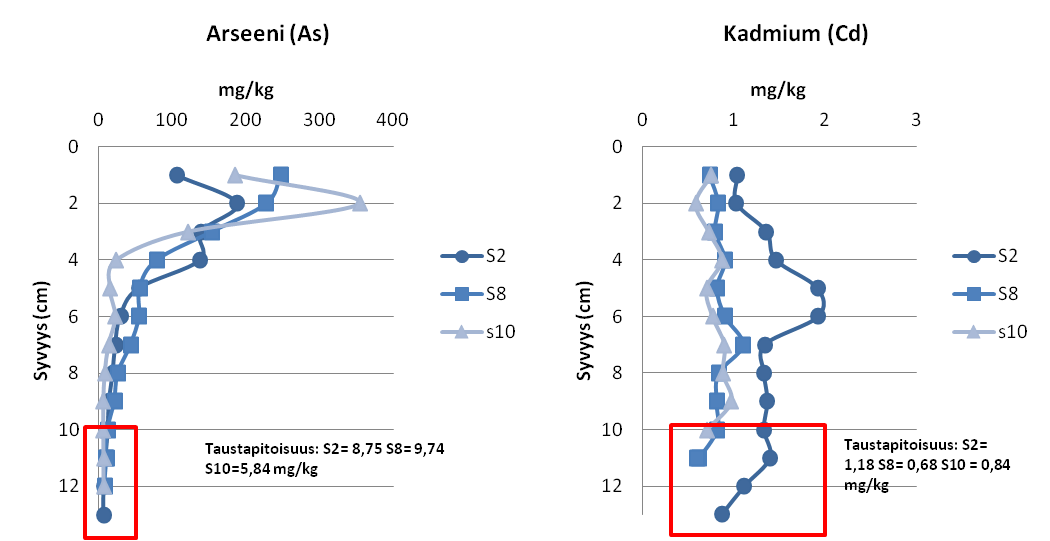 Arseeni (As)
mg/kg
0 100 200 300 400
0
2
4
6
8
10
12
Syvyys (cm)
S2
S8
s10
Taustapitoisuus: S2= 8,75 S8= 9,74
S10=5,84 mg/kg
Kadmium (Cd)
mg/kg
0 1 2 3
0
2
4
6
8
10
12
Syvyys (cm)
S2
S8
s10
Taustapitoisuus: S2=
1,18 S8= 0,68 S10 = 0,84
mg/kg